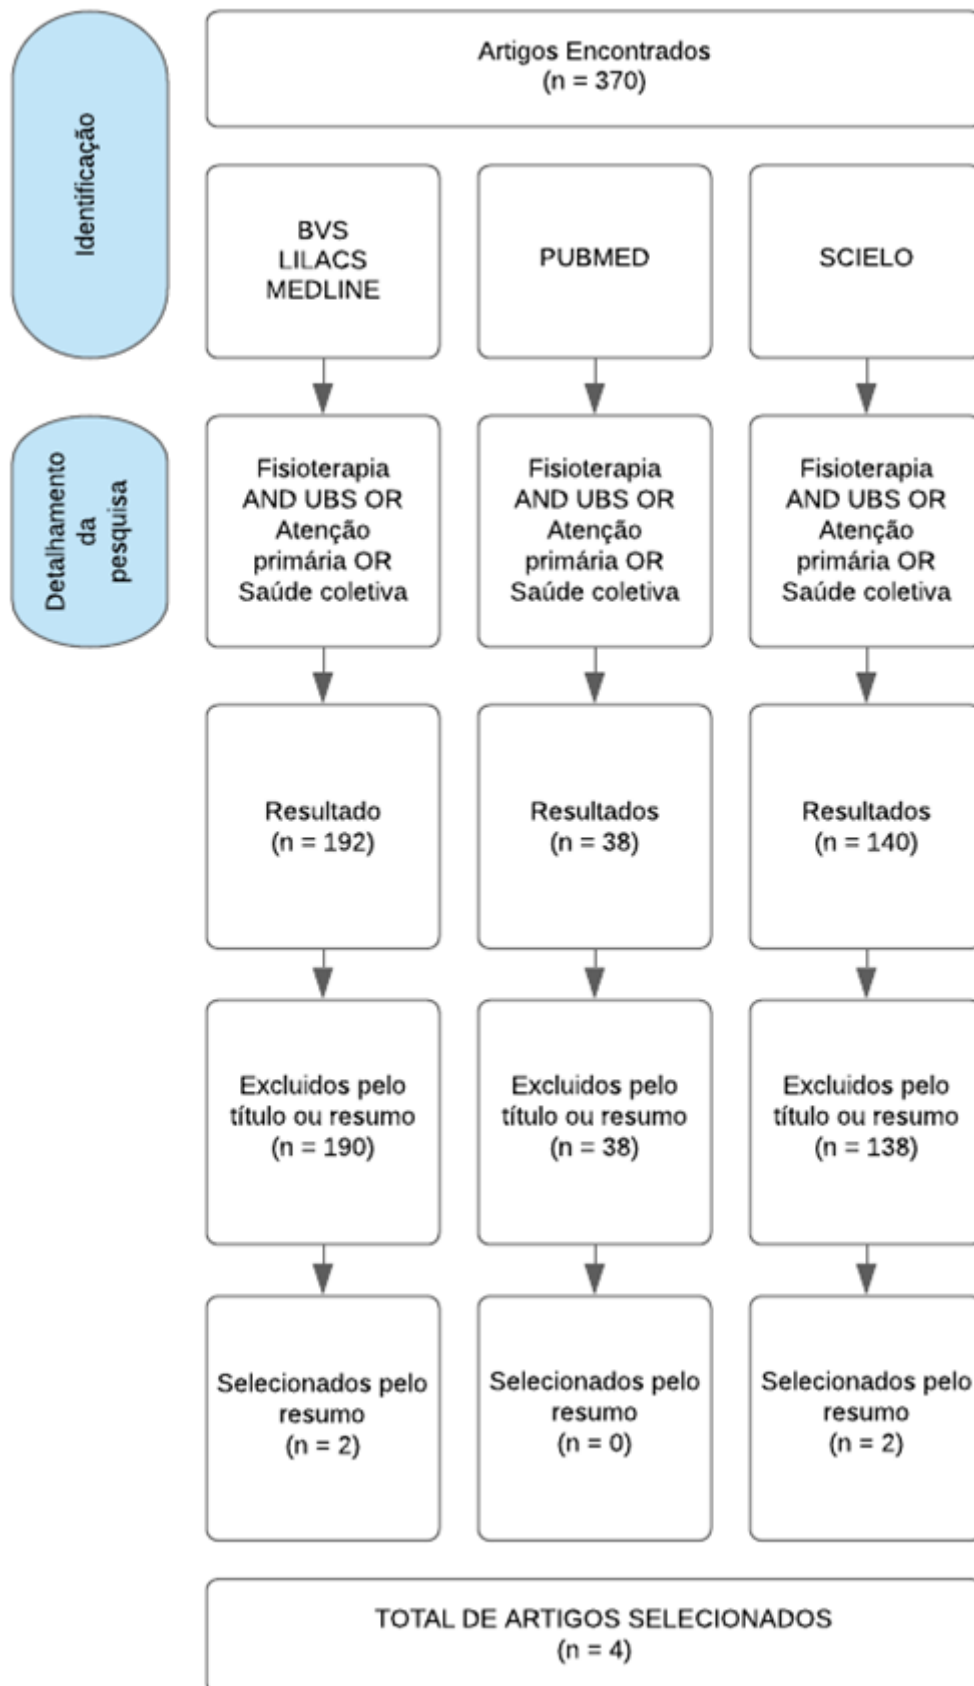 Identificação
Artigos Encontrados
(n = 370)
BVS
LILACS
MEDLINE
PUBMED
SCIELO
Detalhamento
da
pesquisa
Fisioterapia
AND UBS OR
Atenção
primária OR
Saúde coletiva
Fisioterapia
AND UBS OR
Atenção
primária OR
Saúde coletiva
Fisioterapia
AND UBS OR
Atenção
primária OR
Saúde coletiva
Resultado
(n = 192)
Resultados
(n = 38)
Resultados
(n = 140)
Excluidos pelo
título ou resumo
(n = 190)
Excluidos pelo
título ou resumo
(n = 38)
Excluidos pelo
título ou resumo
(n = 138)
Selecionados pelo
resumo
(n = 2)
Selecionados pelo
resumo
(n = 0)
Selecionados pelo
resumo
(n = 2)
TOTAL DE ARTIGOS SELECIONADOS
(n = 4)